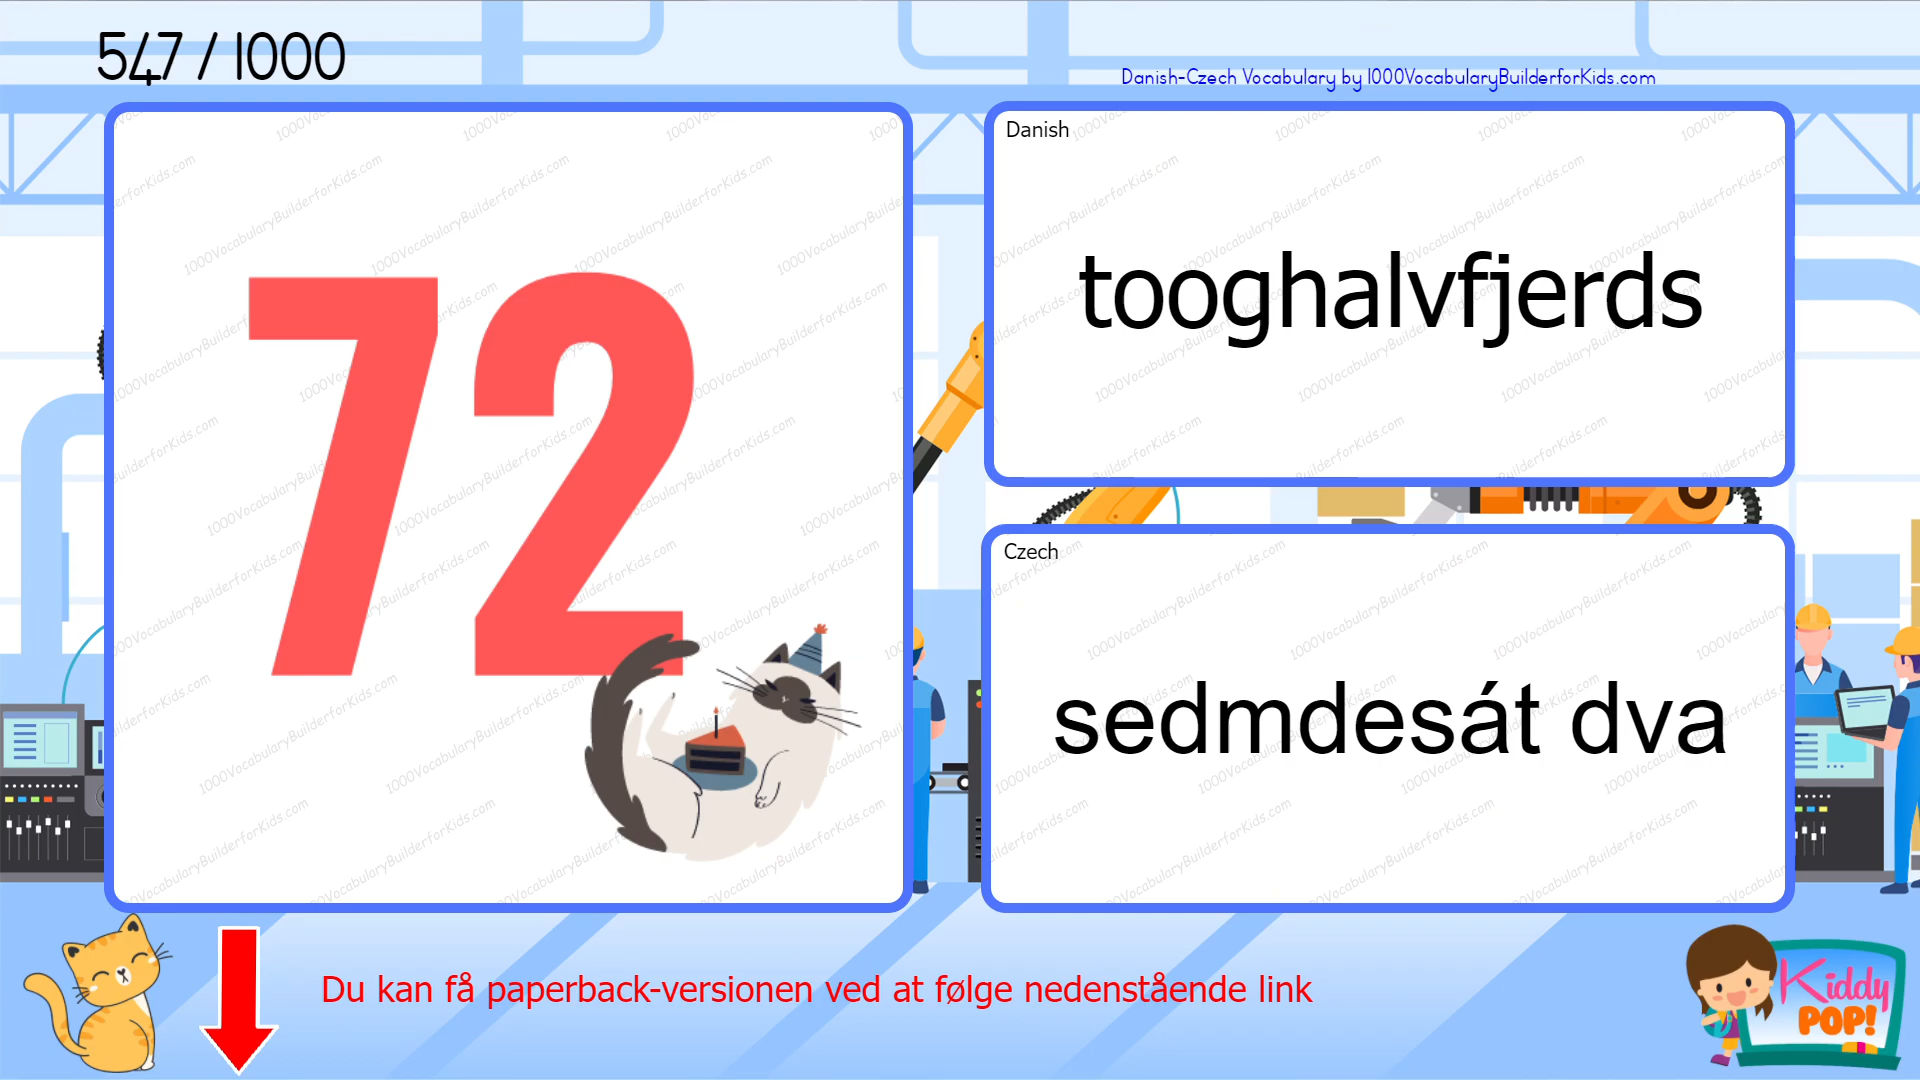 547 / 1000
Danish-Czech Vocabulary by 1000VocabularyBuilderforKids.com
72
Danish
tooghalvfjerds
Czech
sedmdesát dva
Du kan få paperback-versionen ved at følge nedenstående link
Kiddy
POP!